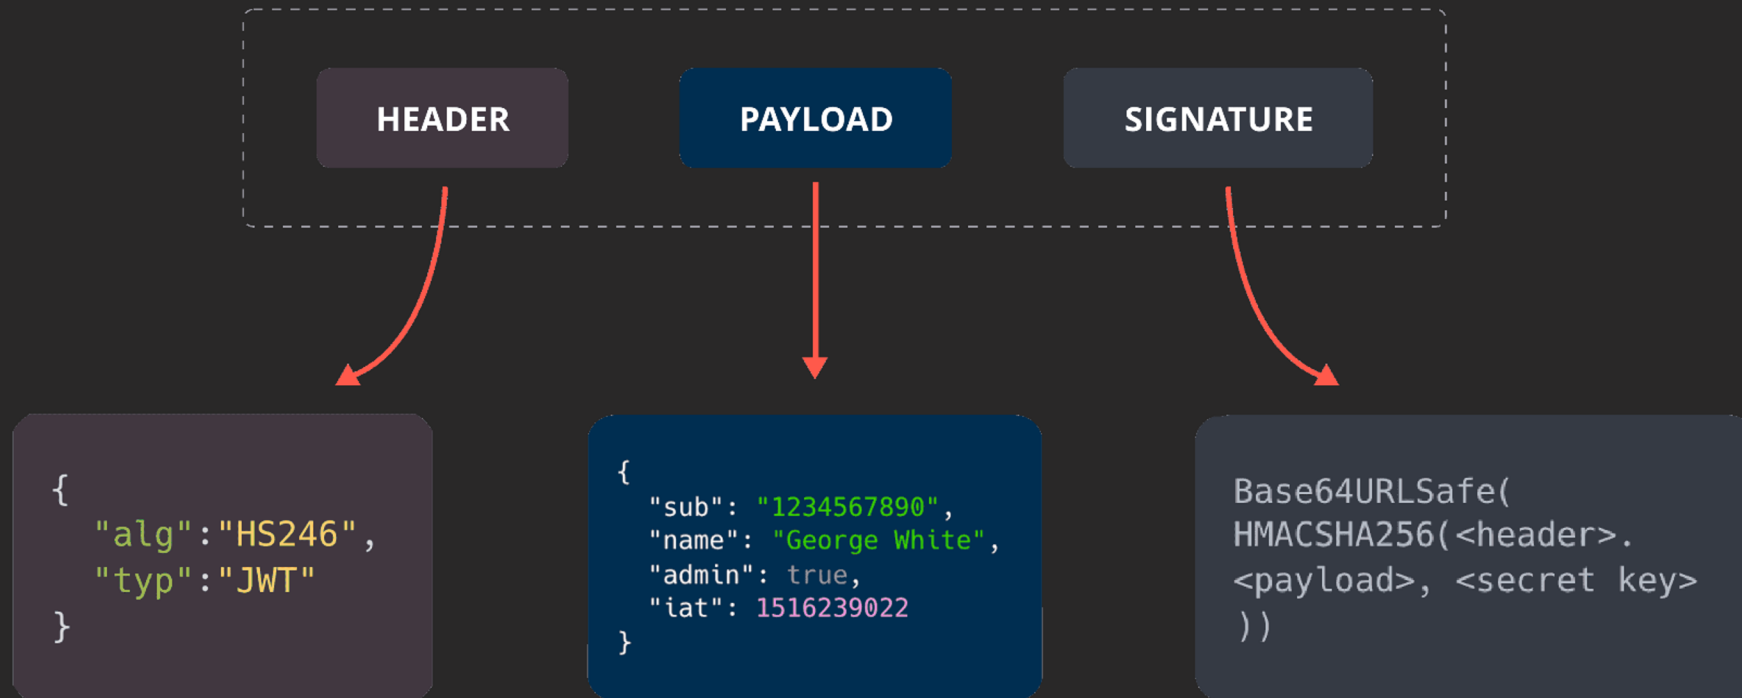 HEADER
PAYLOAD
SIGNATURE
{
"alg":"HS246",
"typ":"JWT"
}
{
"sub": "1234567890",
"name": "George White",
"admin": true,
"iat": 1516239022
}
Base64URLSafe(
HMACSHA256(<header>.
<payload>, <secret key>
))